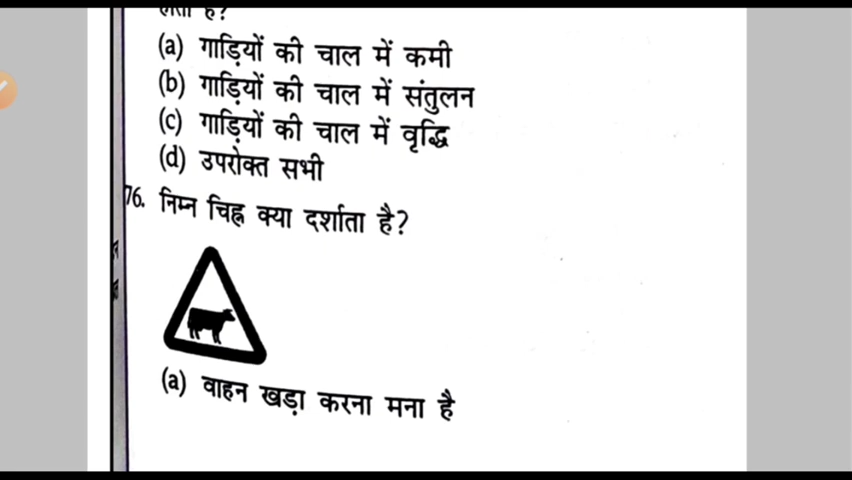 होता है?
(a) गाड़ियों की चाल में कमी
(b) गाड़ियों की चाल में संतुलन
(c) गाड़ियों की चाल में वृद्धि
(d) उपरोक्त सभी
76. निम्न चिह्न क्या दर्शाता है?
(a) वाहन खड़ा करना मना है